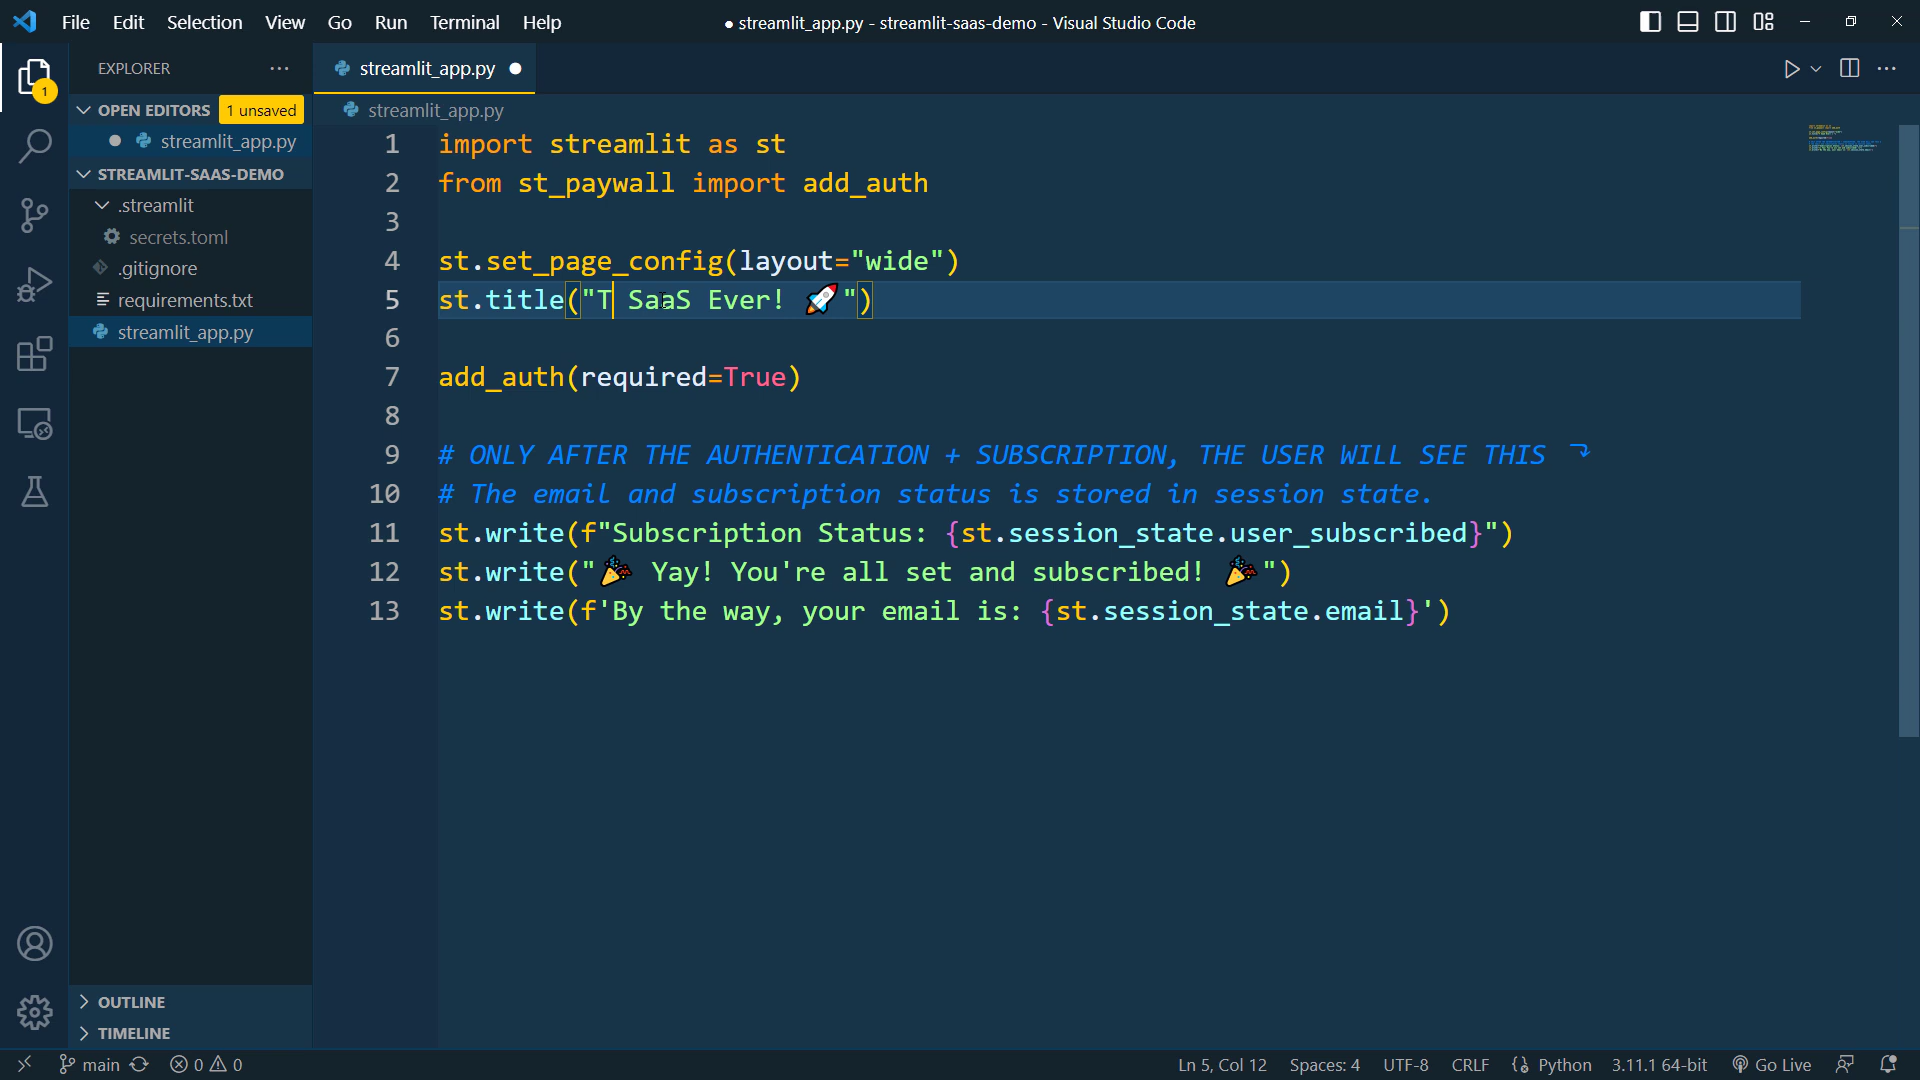 File Edit Selection View Go Run Terminal Help
● streamlit_app.py - streamlit-saas-demo - Visual Studio Code
1
EXPLORER
OPEN EDITORS 1 unsaved
streamlit_app.py
STREAMLIT-SAAS-DEMO
.streamlit
secrets.toml
.gitignore
requirements.txt
streamlit_app.py
OUTLINE
TIMELINE
streamlit_app.py
streamlit_app.py
1 import streamlit as st
2 from st_paywall import add_auth
3
4 st.set_page_config(layout="wide")
5 st.title("T SaaS Ever! 🚀")
6
7 add_auth(required=True)
8
9 # ONLY AFTER THE AUTHENTICATION + SUBSCRIPTION, THE USER WILL SEE THIS ⤵
10 # The email and subscription status is stored in session state.
11 st.write(f"Subscription Status: {st.session_state.user_subscribed}")
12 st.write("🎉 Yay! You're all set and subscribed! 🎉")
13 st.write(f'By the way, your email is: {st.session_state.email}')
main 0 0
Ln 5, Col 12 Spaces: 4 UTF-8 CRLF Python 3.11.1 64-bit Go Live